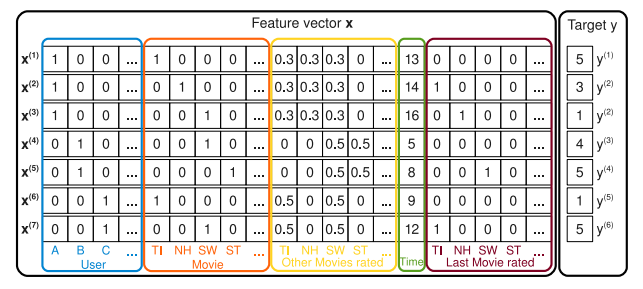 Feature vector x Target y
x(1) 1 0 0 ... 1 0 0 0 ... 0.3 0.3 0.3 0 ... 13 0 0 0 0 ... 5 y(1)
x(2) 1 0 0 ... 0 1 0 0 ... 0.3 0.3 0.3 0 ... 14 1 0 0 0 ... 3 y(2)
x(3) 1 0 0 ... 0 0 1 0 ... 0.3 0.3 0.3 0 ... 16 0 1 0 0 ... 1 y(2)
x(4) 0 1 0 ... 0 0 1 0 ... 0 0 0.5 0.5 ... 5 0 0 0 0 ... 4 y(3)
x(5) 0 1 0 ... 0 0 0 1 ... 0 0 0.5 0.5 ... 8 0 0 1 0 ... 5 y(4)
x(6) 0 0 1 ... 1 0 0 0 ... 0.5 0 0.5 0 ... 9 0 0 0 0 ... 1 y(5)
x(7) 0 0 1 ... 0 0 1 0 ... 0.5 0 0.5 0 ... 12 1 0 0 0 ... 5 y(6)
A B C ... TI NH SW ST ... TI NH SW ST ... TI NH SW ST ...
User Movie Other Movies rated Time Last Movie rated